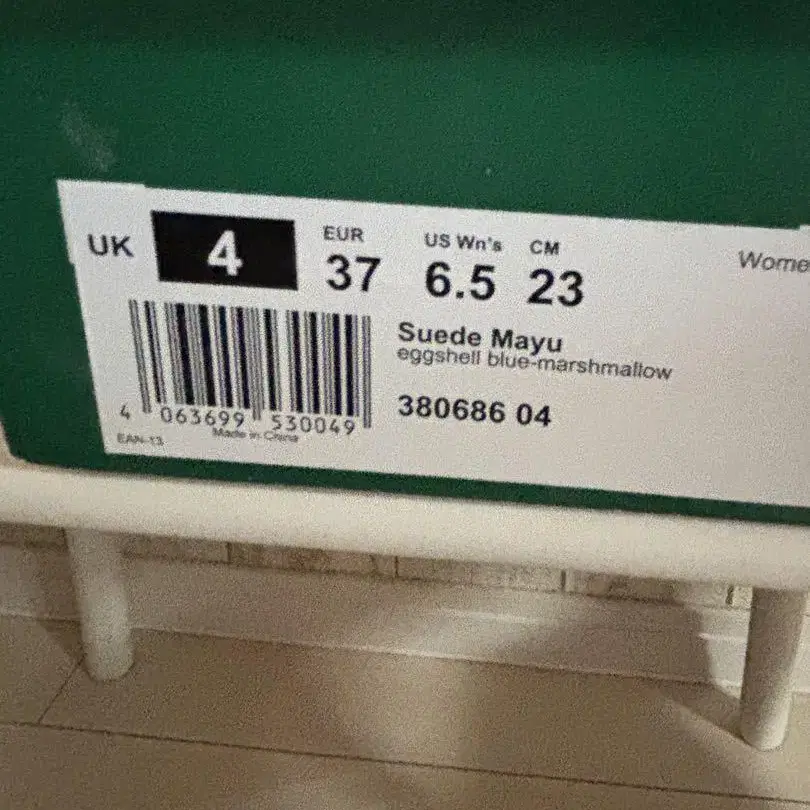 UK 4 EUR 37 US Wn's 6.5 CM 23 Wome
Suede Mayu
eggshell blue-marshmallow
380686 04
4 063699 530049
EAN-13 Made in China